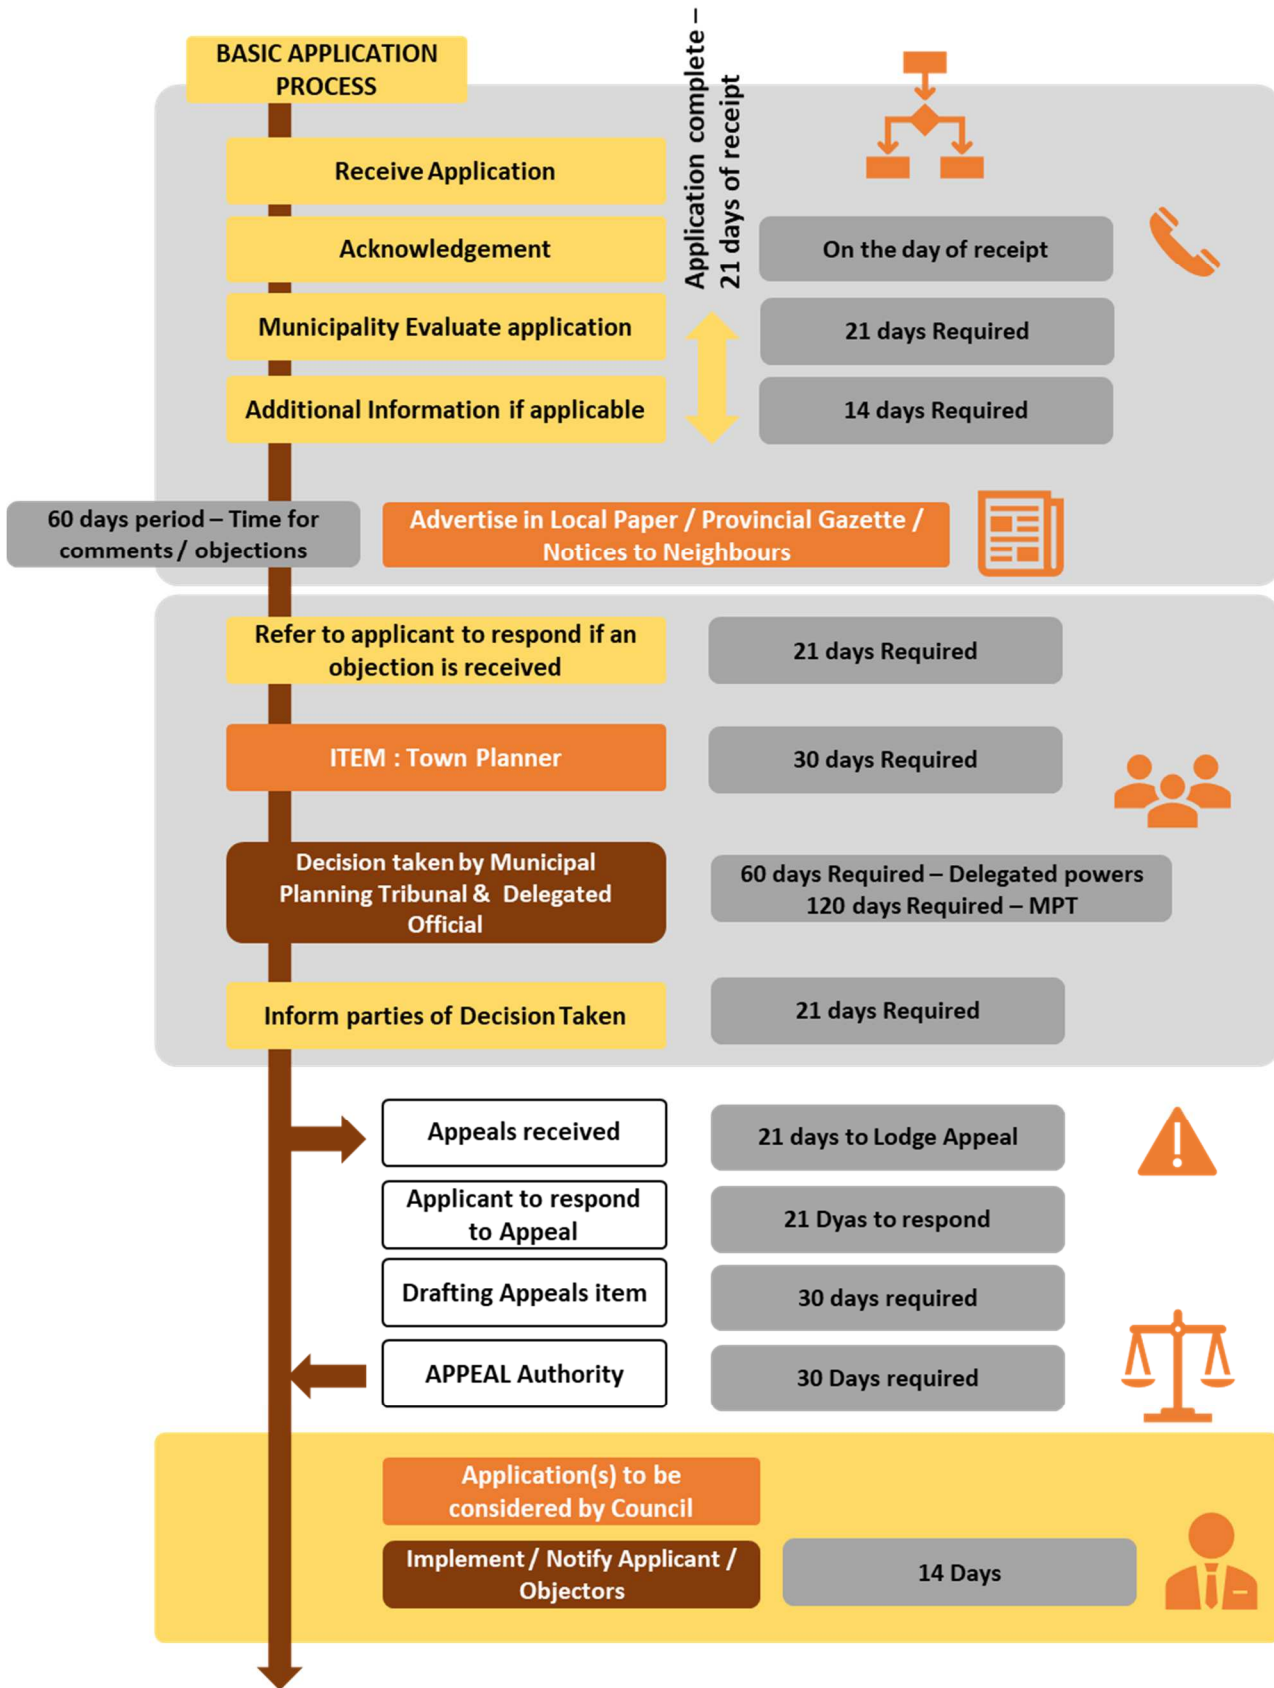 BASIC APPLICATION
PROCESS
Application complete –
21 days of receipt
Receive Application
Acknowledgement
On the day of receipt
Municipality Evaluate application
21 days Required
Additional Information if applicable
14 days Required
60 days period – Time for
comments / objections
Advertise in Local Paper / Provincial Gazette /
Notices to Neighbours
Refer to applicant to respond if an
objection is received
21 days Required
ITEM : Town Planner
30 days Required
Decision taken by Municipal
Planning Tribunal & Delegated
Official
60 days Required – Delegated powers
120 days Required – MPT
Inform parties of Decision Taken
21 days Required
Appeals received
21 days to Lodge Appeal
Applicant to respond
to Appeal
21 Dyas to respond
Drafting Appeals item
30 days required
APPEAL Authority
30 Days required
Application(s) to be
considered by Council
Implement / Notify Applicant /
Objectors
14 Days